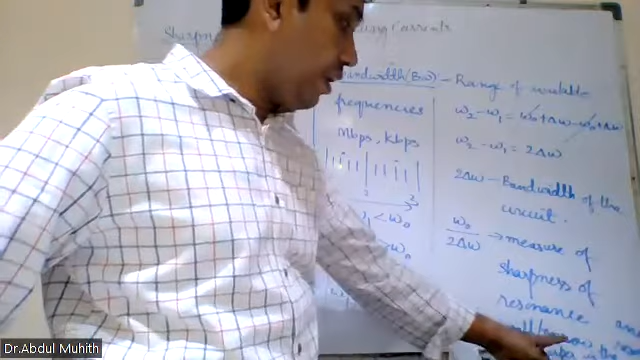 Sharpn
ing Currents
Bandwidth(BW) – Range of available
frequencies
Mbps, Kbps
< ω₀
ω₀
ω₂-ω₁ = ω₀+Δω-ω₀+Δω
ω₂-ω₁ = 2Δω
2Δω – Bandwidth of the
circuit.
ω₀/2Δω → measure of
sharpness of
resonance
Dr. Abdul Muhith